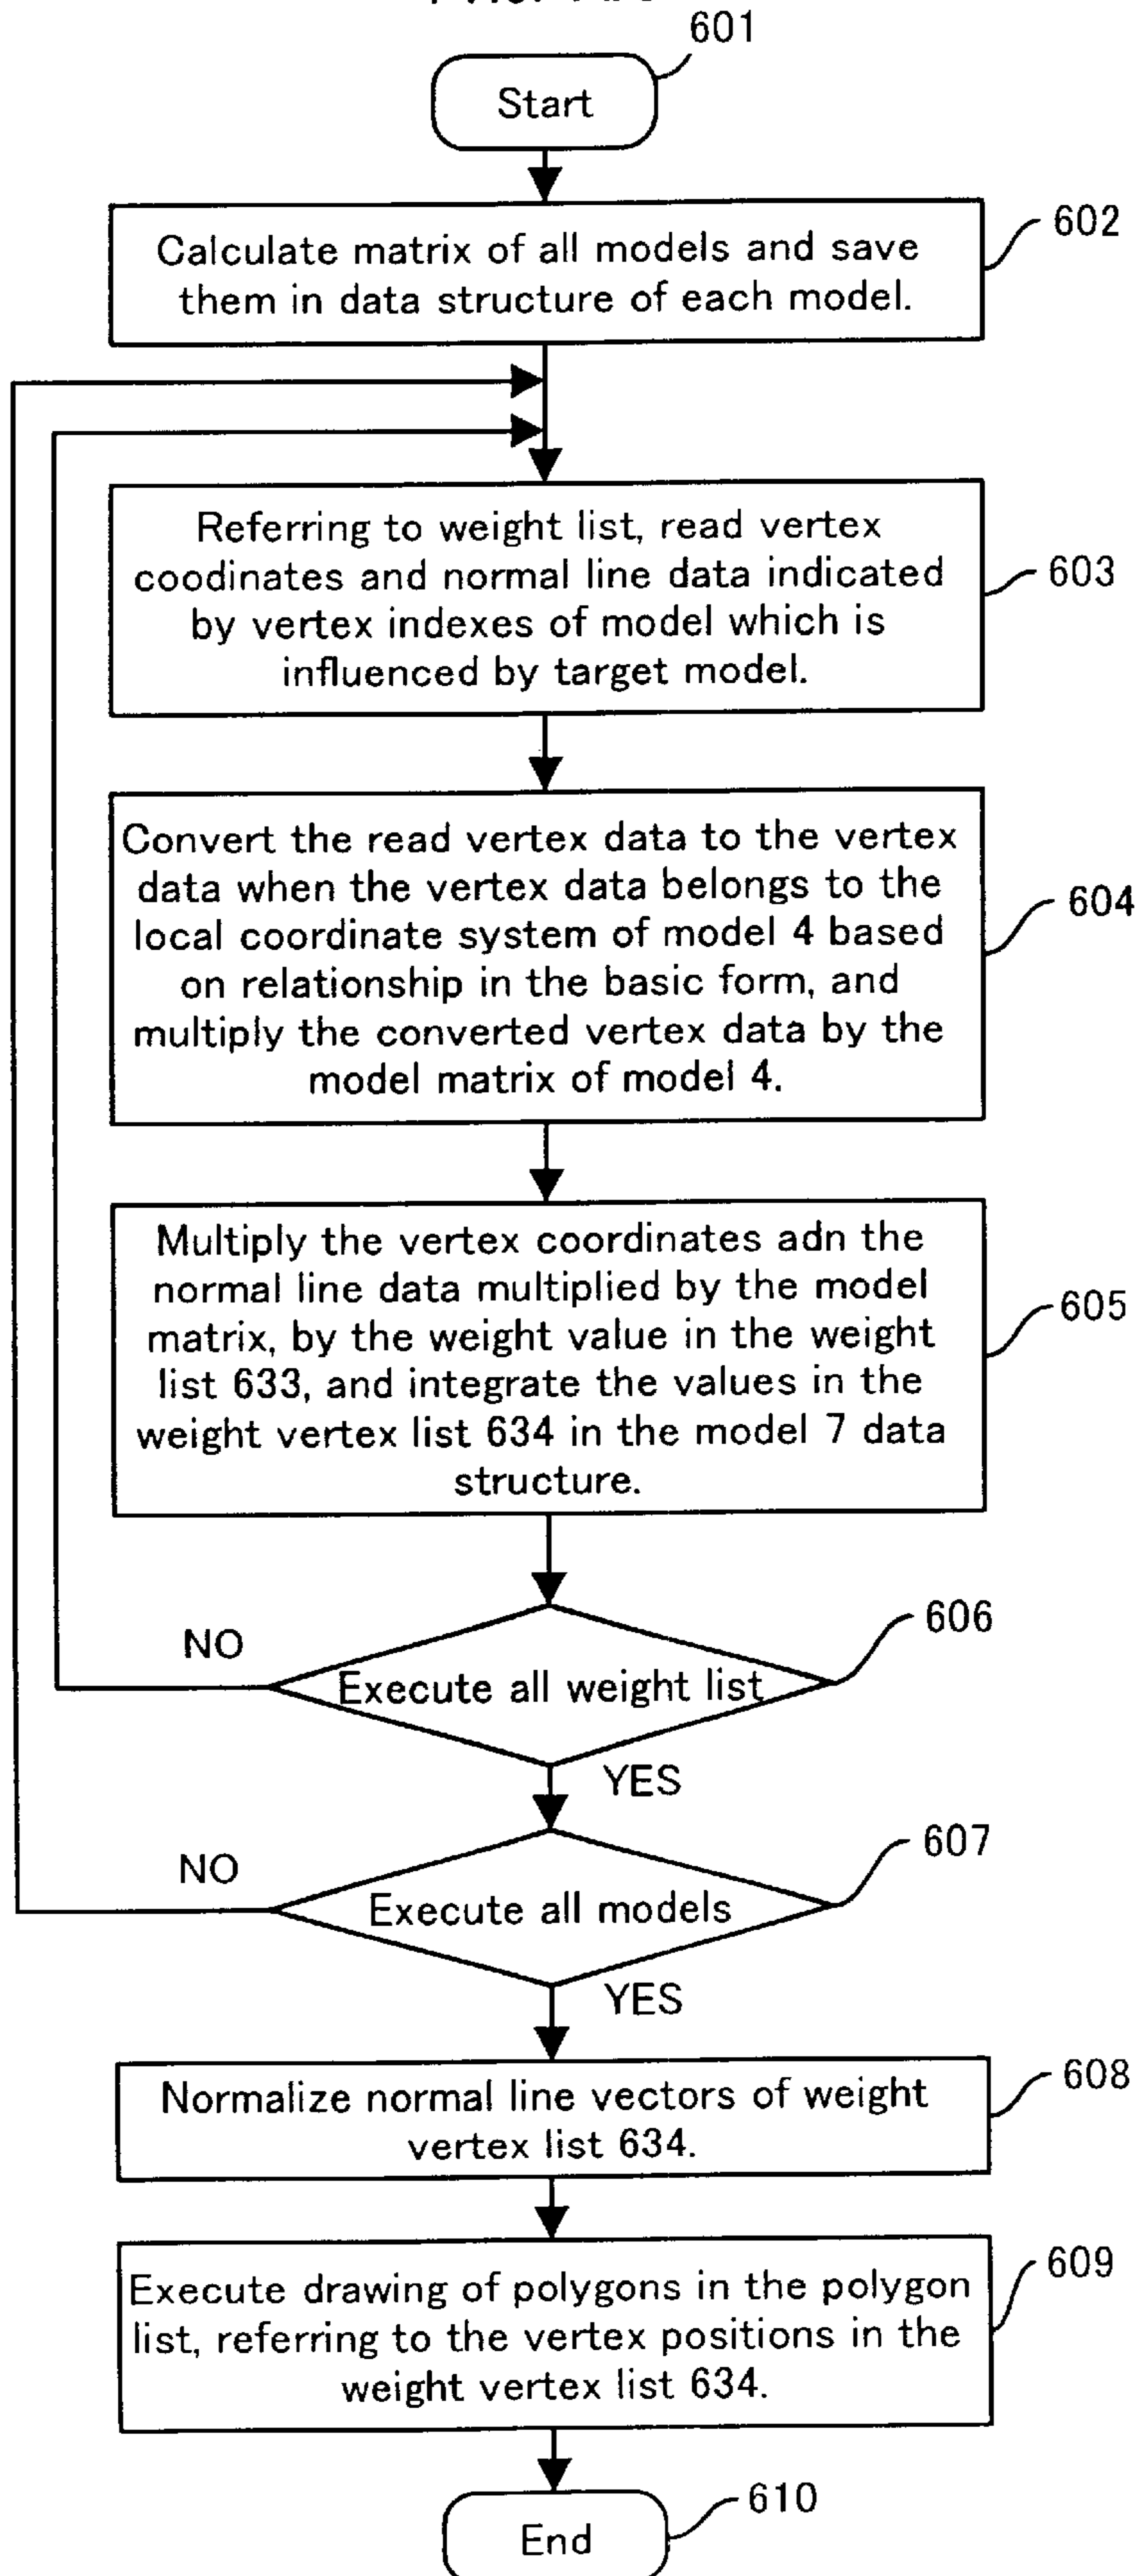 601
Start
602
Calculate matrix of all models and save
them in data structure of each model.
603
Referring to weight list, read vertex
coodinates and normal line data indicated
by vertex indexes of model which is
influenced by target model.
604
Convert the read vertex data to the vertex
data when the vertex data belongs to the
local coordinate system of model 4 based
on relationship in the basic form, and
multiply the converted vertex data by the
model matrix of model 4.
605
Multiply the vertex coordinates adn the
normal line data multiplied by the model
matrix, by the weight value in the weight
list 633, and integrate the values in the
weight vertex list 634 in the model 7 data
structure.
606
NO
Execute all weight list
YES
607
NO
Execute all models
YES
608
Normalize normal line vectors of weight
vertex list 634.
609
Execute drawing of polygons in the polygon
list, referring to the vertex positions in the
weight vertex list 634.
610
End